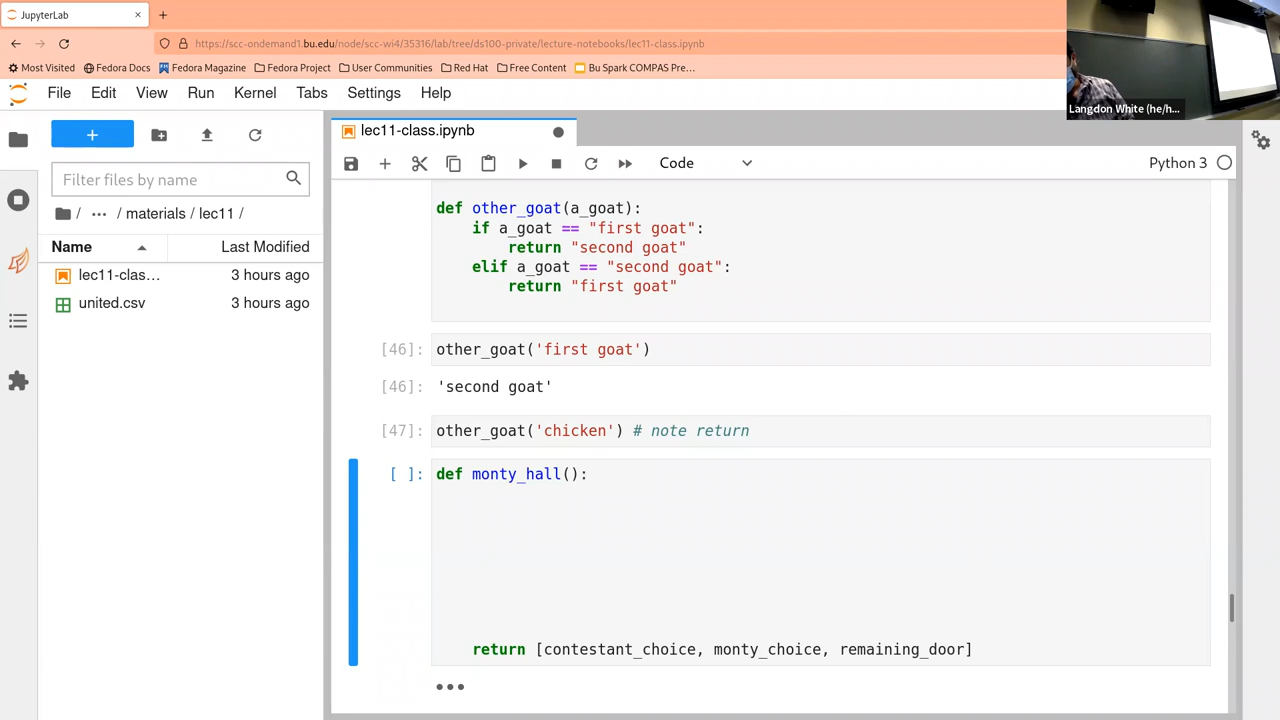 JupyterLab
https://scc-ondemand1.bu.edu/node/scc-wi4/35316/lab/tree/ds100-private/lecture-notebooks/lec11-class.ipynb
Most Visited Fedora Docs Fedora Magazine Fedora Project User Communities Red Hat Free Content Bu Spark COMPAS Pre…
Langdon White (he/h...
File Edit View Run Kernel Tabs Settings Help
lec11-class.ipynb
Filter files by name
Code
Python 3
/ ··· / materials / lec11 /
Name Last Modified
lec11-clas… 3 hours ago
united.csv 3 hours ago
def other_goat(a_goat):
if a_goat == "first goat":
return "second goat"
elif a_goat == "second goat":
return "first goat"
[46]: other_goat('first goat')
[46]: 'second goat'
[47]: other_goat('chicken') # note return
[ ]: def monty_hall():
return [contestant_choice, monty_choice, remaining_door]